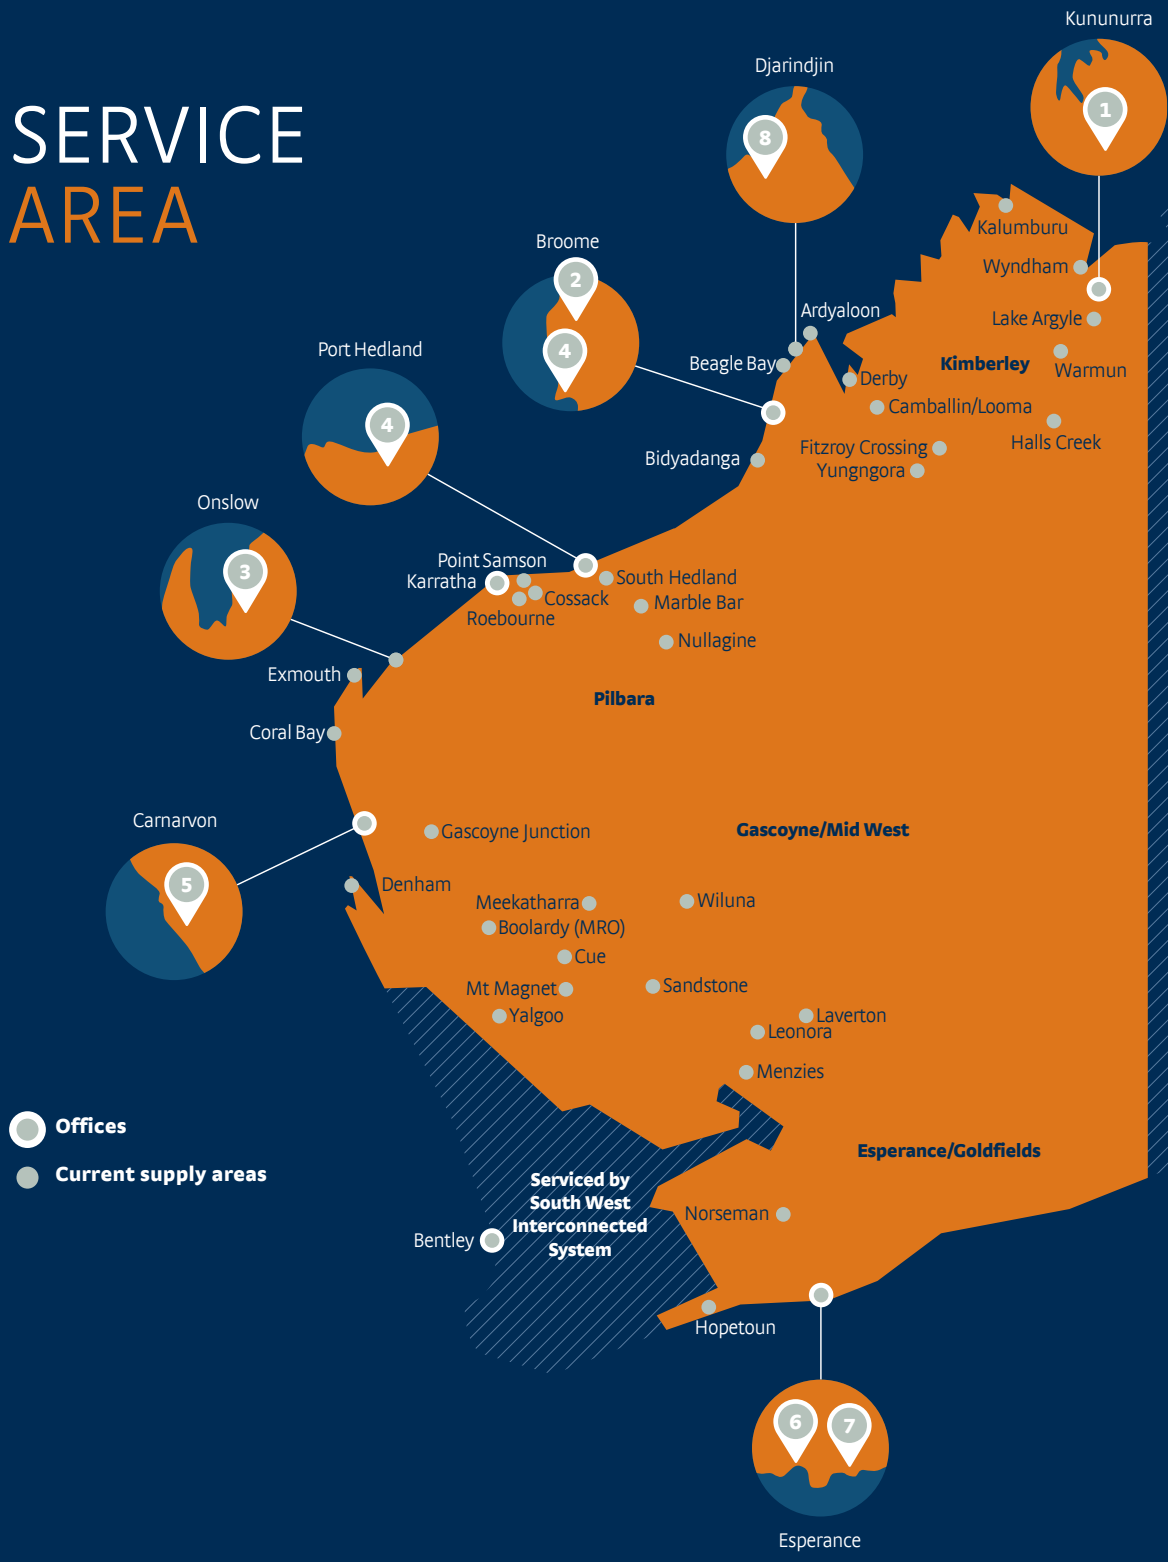 SERVICE
AREA
Kununurra
1
Djarindjin
8
Broome
2
4
Port Hedland
4
Onslow
3
Kalumburu
Wyndham
Ardyaloon
Lake Argyle
Beagle Bay
Kimberley
Warmun
Derby
Camballin/Looma
Halls Creek
Fitzroy Crossing
Bidyadanga
Yungngora
Point Samson
Karratha
South Hedland
Cossack
Marble Bar
Roebourne
Nullagine
Exmouth
Pilbara
Coral Bay
Carnarvon
5
Gascoyne Junction
Gascoyne/Mid West
Denham
Meekatharra
Wiluna
Boolardy (MRO)
Cue
Mt Magnet
Sandstone
Yalgoo
Laverton
Leonora
Menzies
Offices
Current supply areas
Esperance/Goldfields
Serviced by
South West
Interconnected
System
Norseman
Bentley
Hopetoun
6
7
Esperance